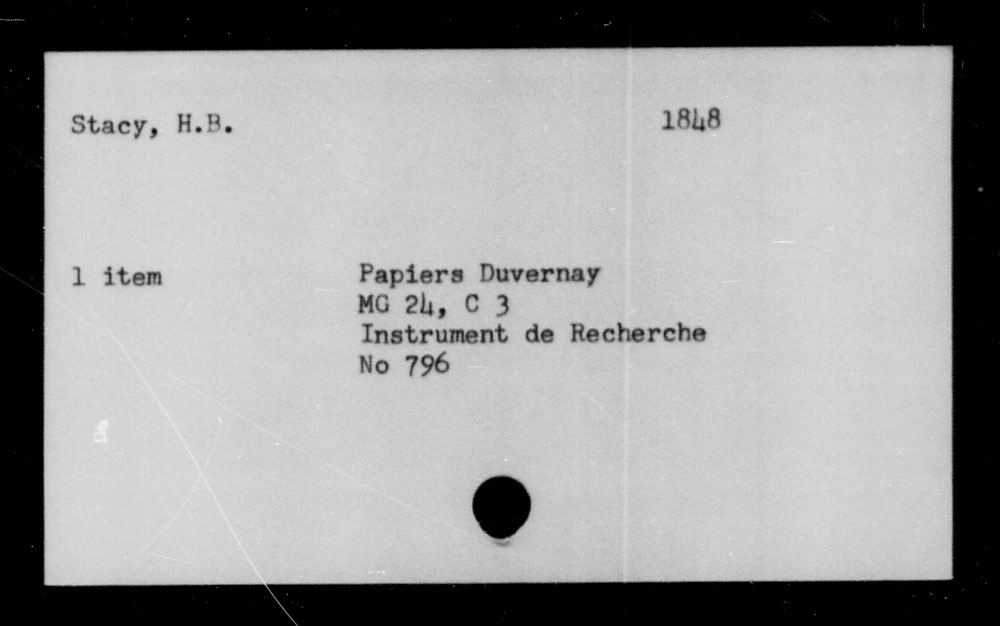 Stacy, H.B. 1848
1 item Papiers Duvernay
MG 24, C 3
Instrument de Recherche
No 796